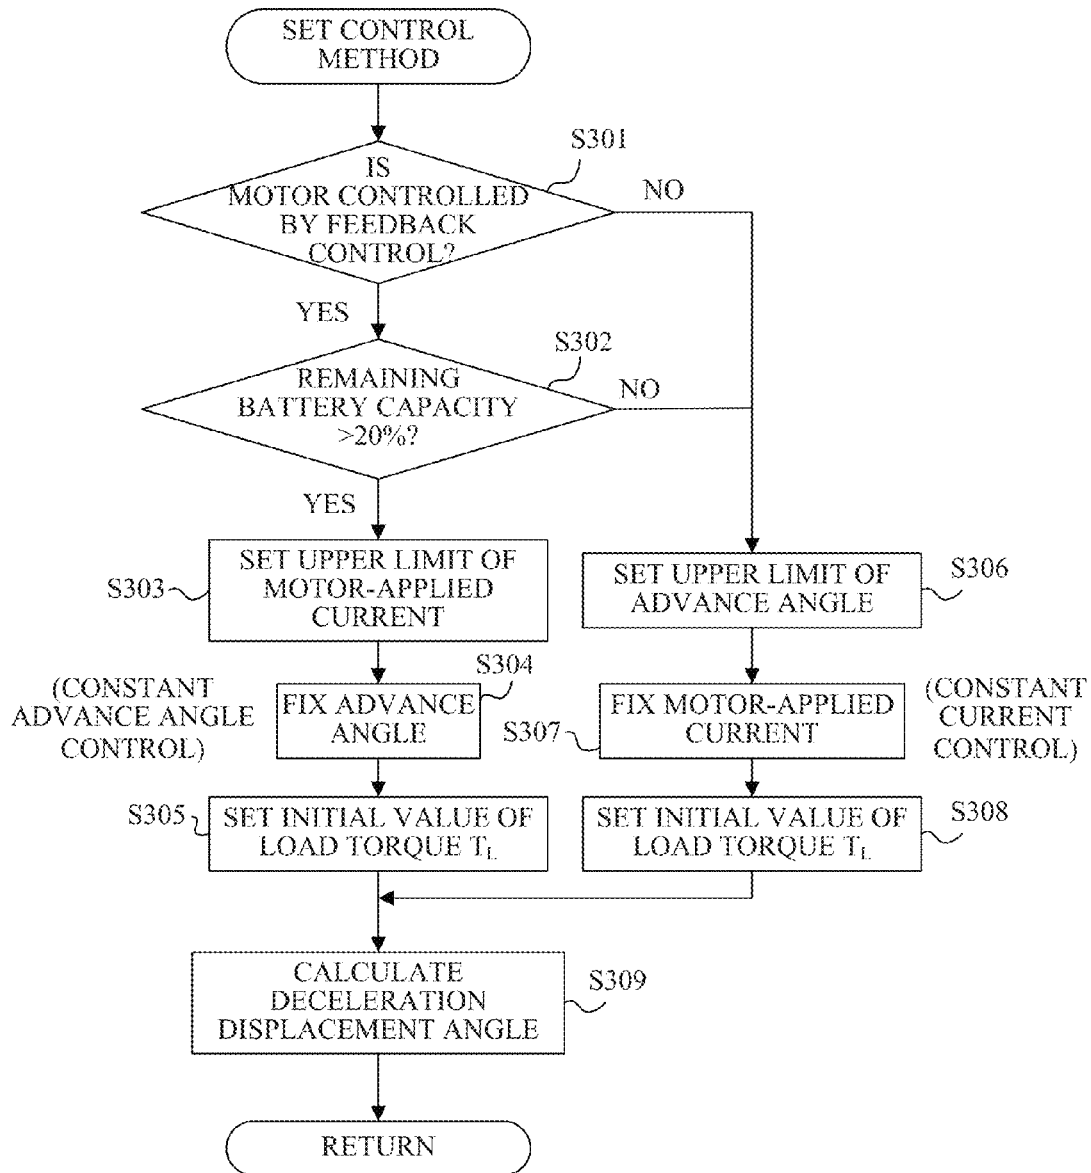 SET CONTROL
METHOD
S301
IS
MOTOR CONTROLLED
BY FEEDBACK
CONTROL?
NO
YES
S302
REMAINING
BATTERY CAPACITY
>20%?
NO
YES
S303
SET UPPER LIMIT OF
MOTOR-APPLIED
CURRENT
SET UPPER LIMIT OF
ADVANCE ANGLE
S306
(CONSTANT
ADVANCE ANGLE
CONTROL)
FIX ADVANCE
ANGLE
S304
S307
FIX MOTOR-APPLIED
CURRENT
(CONSTANT
CURRENT
CONTROL)
S305
SET INITIAL VALUE OF
LOAD TORQUE TL
SET INITIAL VALUE OF
LOAD TORQUE TL
S308
CALCULATE
DECELERATION
DISPLACEMENT ANGLE
S309
RETURN